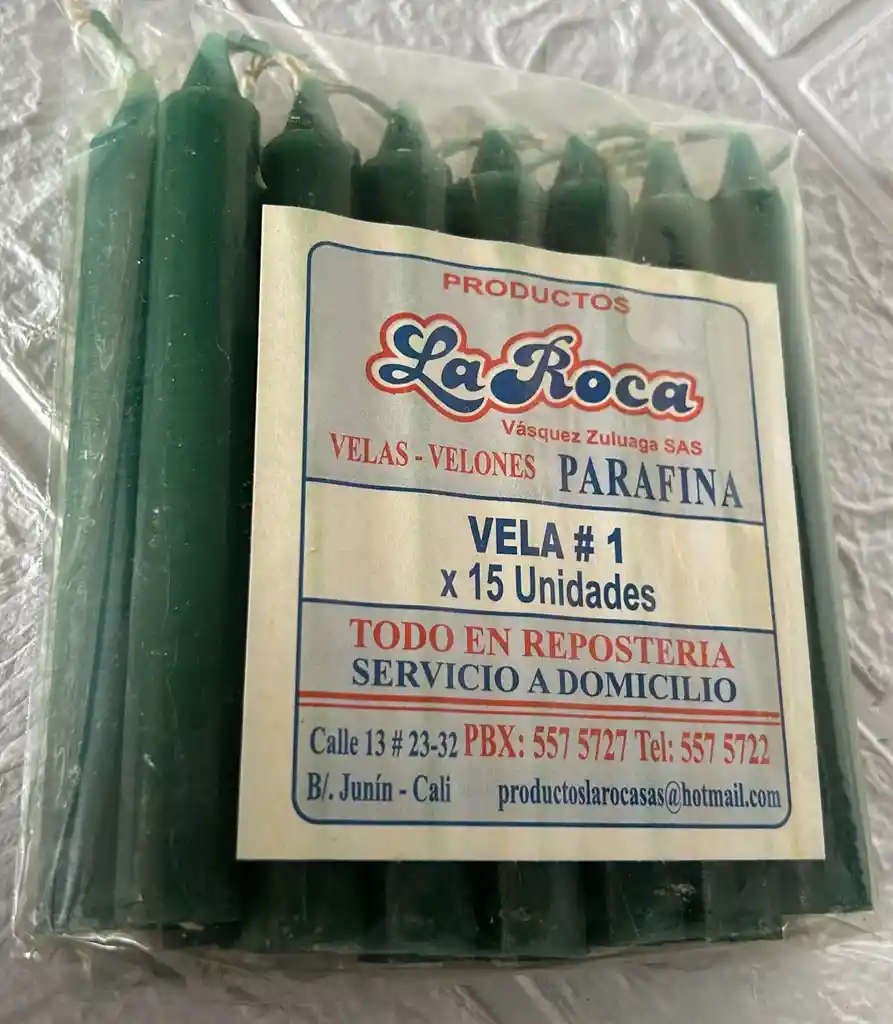 PRODUCTOS
La Roca
Vásquez Zuluaga SAS
VELAS - VELONES PARAFINA
VELA # 1
x 15 Unidades
TODO EN REPOSTERIA
SERVICIO A DOMICILIO
Calle 13 # 23-32 PBX: 557 5727 Tel: 557 5722
B/. Junín - Cali productoslarocasas@hotmail.com